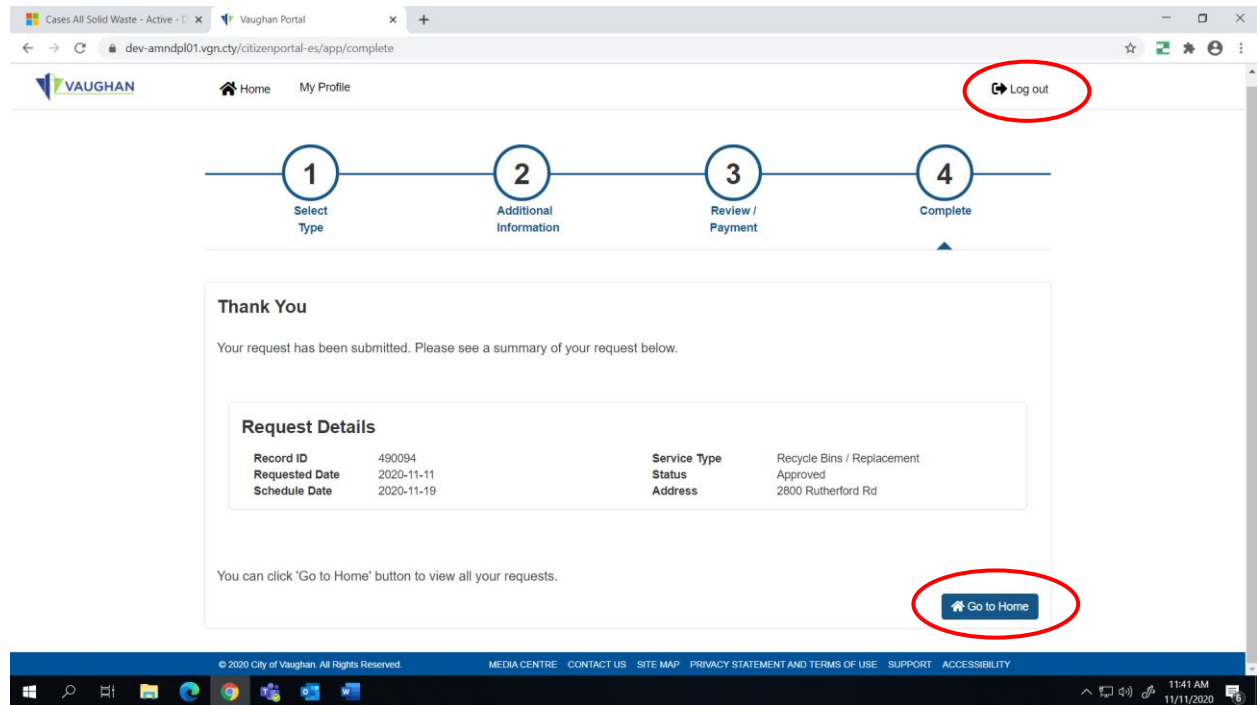 Cases All Solid Waste - Active - D
Vaughan Portal
dev-amndpl01.vgn.cty/citizenportal-es/app/complete
VAUGHAN
Home
My Profile
Log out
1
2
3
4
Select
Type
Additional
Information
Review /
Payment
Complete
Thank You
Your request has been submitted. Please see a summary of your request below.
Request Details
Record ID 490094
Service Type Recycle Bins / Replacement
Requested Date 2020-11-11
Status Approved
Schedule Date 2020-11-19
Address 2800 Rutherford Rd
You can click 'Go to Home' button to view all your requests.
Go to Home
© 2020 City of Vaughan. All Rights Reserved.
MEDIA CENTRE CONTACT US SITE MAP PRIVACY STATEMENT AND TERMS OF USE SUPPORT ACCESSIBILITY
11:41 AM
11/11/2020
6